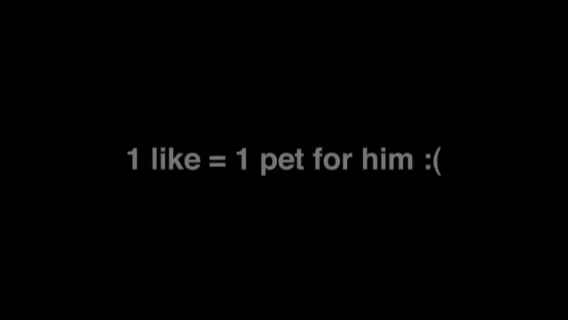 1 like = 1 pet for him :(